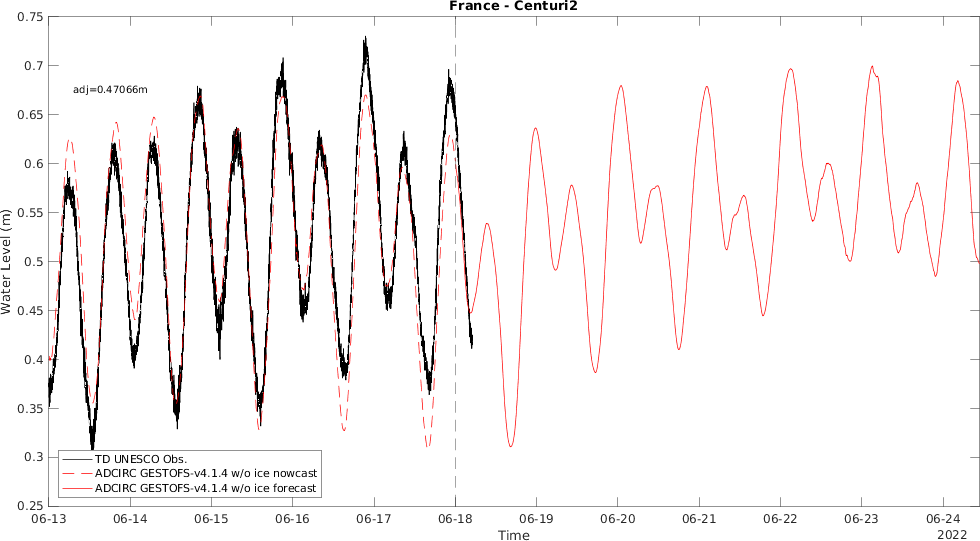 France - Centuri2
0.75
0.7
0.65
0.6
0.55
0.5
0.45
0.4
0.35
0.3
0.25
Water Level (m)
adj=0.47066m
TD UNESCO Obs.
ADCIRC GESTOFS-v4.1.4 w/o ice nowcast
ADCIRC GESTOFS-v4.1.4 w/o ice forecast
06-13 06-14 06-15 06-16 06-17 06-18 06-19 06-20 06-21 06-22 06-23 06-24
Time
2022